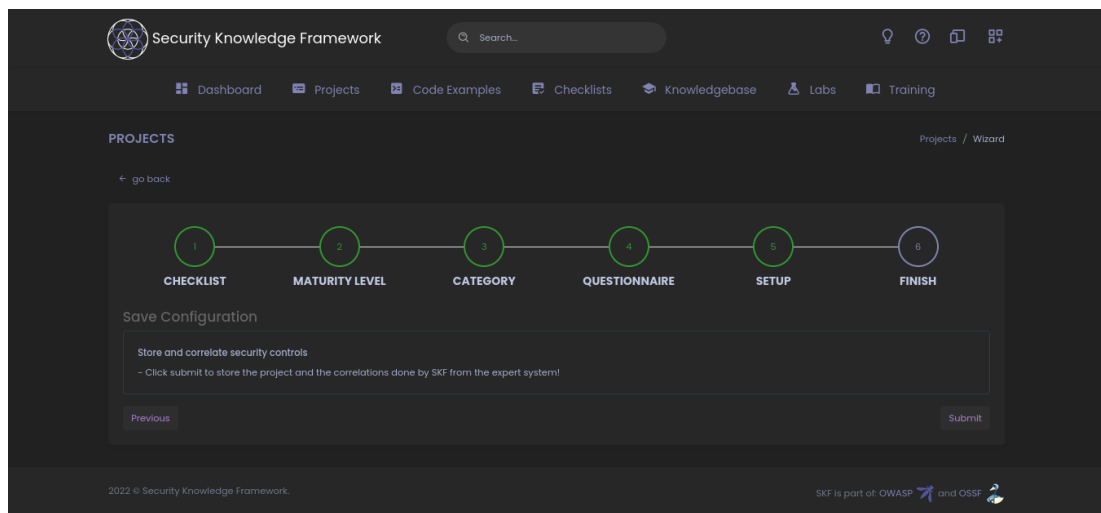 Security Knowledge Framework
Search...
Dashboard Projects Code Examples Checklists Knowledgebase Labs Training
PROJECTS
Projects / Wizard
← go back
1 2 3 4 5 6
CHECKLIST MATURITY LEVEL CATEGORY QUESTIONNAIRE SETUP FINISH
Save Configuration
Store and correlate security controls
- Click submit to store the project and the correlations done by SKF from the expert system!
Previous Submit
2022 © Security Knowledge Framework. SKF is part of: OWASP and OSSF